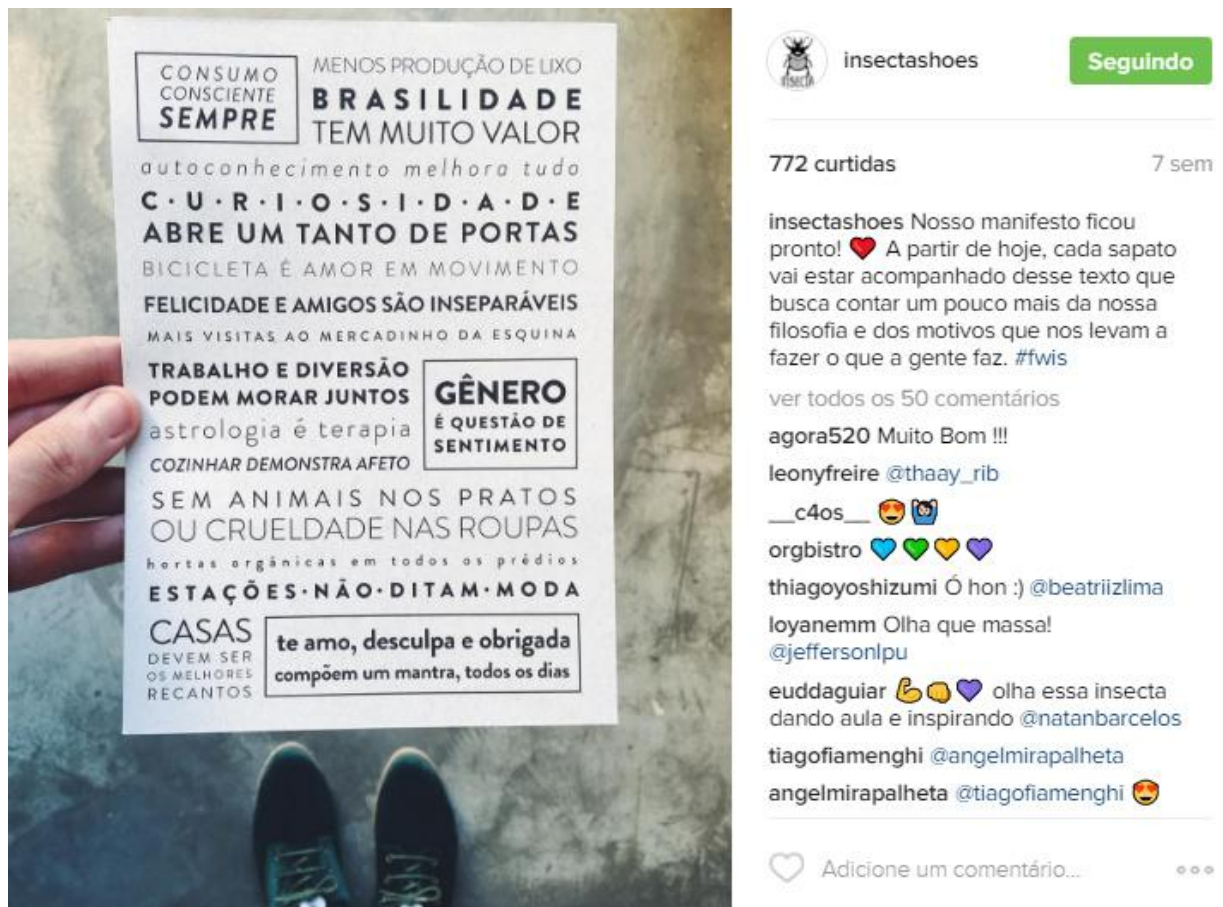 CONSUMO
CONSCIENTE
SEMPRE
MENOS PRODUÇÃO DE LIXO
BRASILIDADE
TEM MUITO VALOR
autoconhecimento melhora tudo
C·U·R·I·O·S·I·D·A·D·E
ABRE UM TANTO DE PORTAS
BICICLETA É AMOR EM MOVIMENTO
FELICIDADE E AMIGOS SÃO INSEPARÁVEIS
MAIS VISITAS AO MERCADINHO DA ESQUINA
TRABALHO E DIVERSÃO
PODEM MORAR JUNTOS
astrologia é terapia
COZINHAR DEMONSTRA AFETO
GÊNERO
É QUESTÃO DE
SENTIMENTO
SEM ANIMAIS NOS PRATOS
OU CRUELDADE NAS ROUPAS
hortas orgânicas em todos os prédios
ESTAÇÕES·NÃO·DITAM·MODA
CASAS
DEVEM SER
OS MELHORES
RECANTOS
te amo, desculpa e obrigada
compõem um mantra, todos os dias
INSECTA
insectashoes
Seguindo
772 curtidas
7 sem
insectashoes Nosso manifesto ficou
pronto! ❤️ A partir de hoje, cada sapato
vai estar acompanhado desse texto que
busca contar um pouco mais da nossa
filosofia e dos motivos que nos levam a
fazer o que a gente faz. #fwis
ver todos os 50 comentários
agora520 Muito Bom !!!
leonyfreire @thaay_rib
__c4os__ 😍🙆
orgbistro 💙💚💛💜
thiagoyoshizumi Ó hon :) @beatriizlima
loyanemm Olha que massa!
@jeffersonlpu
euddaguiar 💪👊💜 olha essa insecta
dando aula e inspirando @natanbarcelos
tiagofiamenghi @angelmirapalheta
angelmirapalheta @tiagofiamenghi 😍
Adicione um comentário...